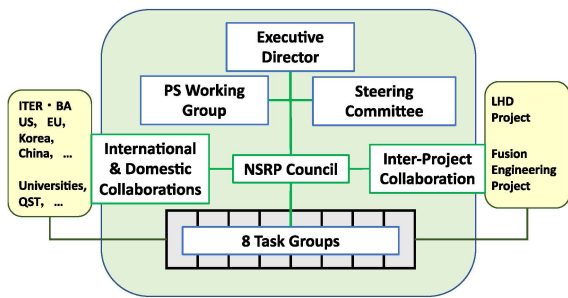 Executive
Director
PS Working
Group
Steering
Committee
ITER・BA
US, EU,
Korea,
China, ...
Universities,
QST, ...
International
& Domestic
Collaborations
NSRP Council
Inter-Project
Collaboration
LHD
Project
Fusion
Engineering
Project
8 Task Groups